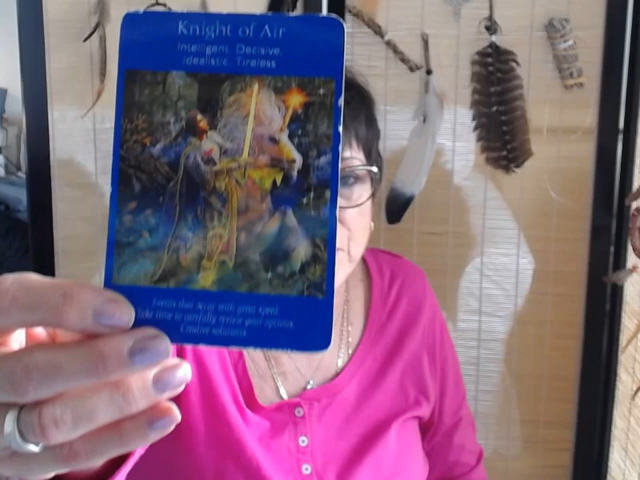 Knight of Air
Intelligent. Decisive.
Idealistic. Tireless
Events that occur with great speed.
Take time to carefully review your options.
Creative solutions.